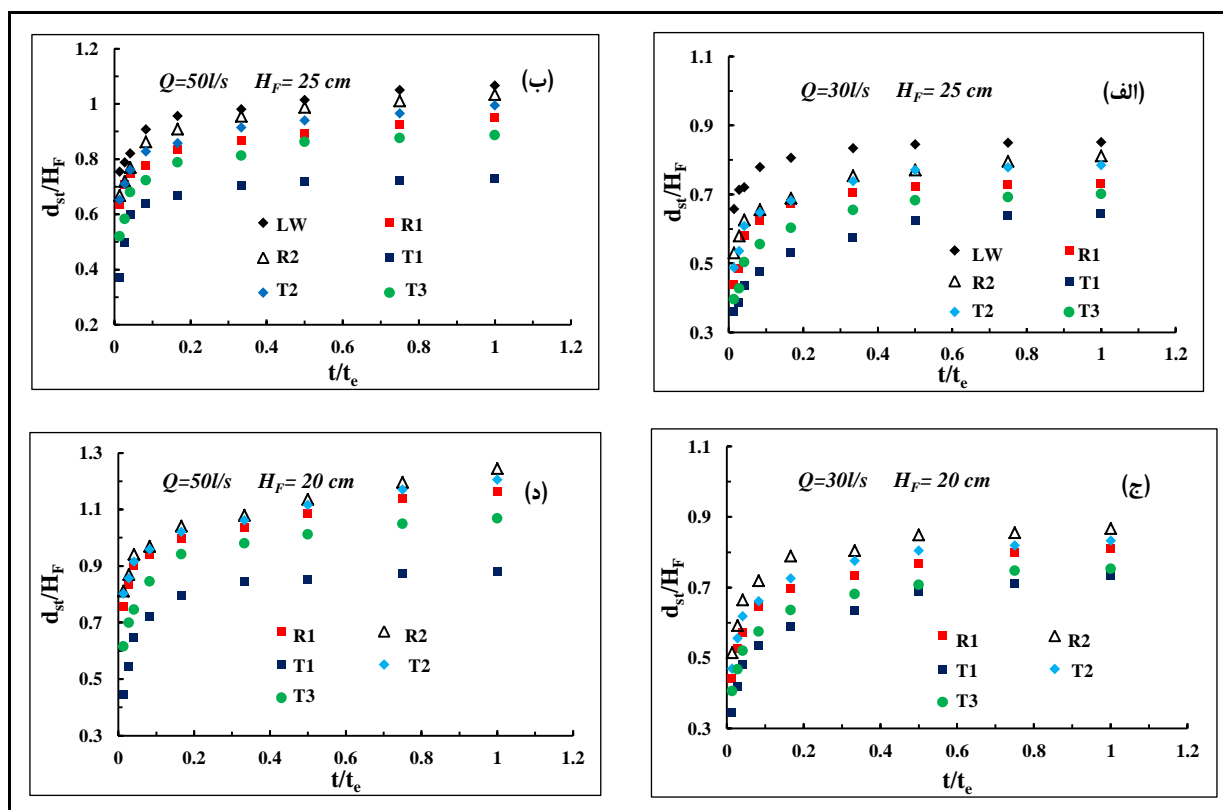 (ب)
Q=50l/s H_F= 25 cm
d_st/H_F
1.2
1
0.8
0.6
0.4
0.2
LW
R1
R2
T1
T2
T3
0 0.2 0.4 0.6 0.8 1 1.2
t/t_e
(الف)
Q=30l/s H_F= 25 cm
d_st/H_F
1.1
0.9
0.7
0.5
0.3
LW
R1
R2
T1
T2
T3
0 0.2 0.4 0.6 0.8 1 1.2
t/t_e
(د)
Q=50l/s H_F= 20 cm
d_st/H_F
1.3
1.1
0.9
0.7
0.5
0.3
R1
R2
T1
T2
T3
0 0.2 0.4 0.6 0.8 1 1.2
t/t_e
(ج)
Q=30l/s H_F= 20 cm
d_st/H_F
1.1
0.9
0.7
0.5
0.3
R1
R2
T1
T2
T3
0 0.2 0.4 0.6 0.8 1 1.2
t/t_e